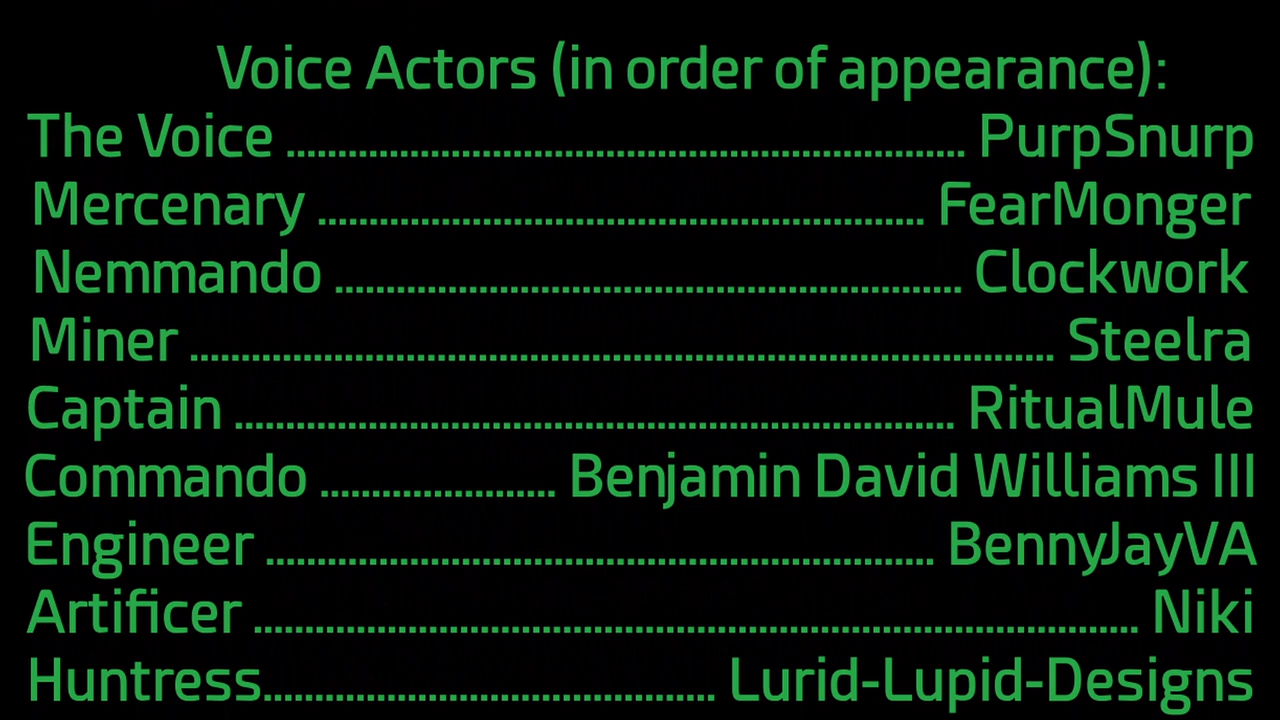 Voice Actors (in order of appearance):
The Voice ................................................................... PurpSnurp
Mercenary ............................................................ FearMonger
Nemmando .............................................................. Clockwork
Miner ..................................................................................... Steelra
Captain ....................................................................... RitualMule
Commando ....................... Benjamin David Williams III
Engineer .................................................................. BennyJayVA
Artificer ....................................................................................... Niki
Huntress............................................. Lurid-Lupid-Designs